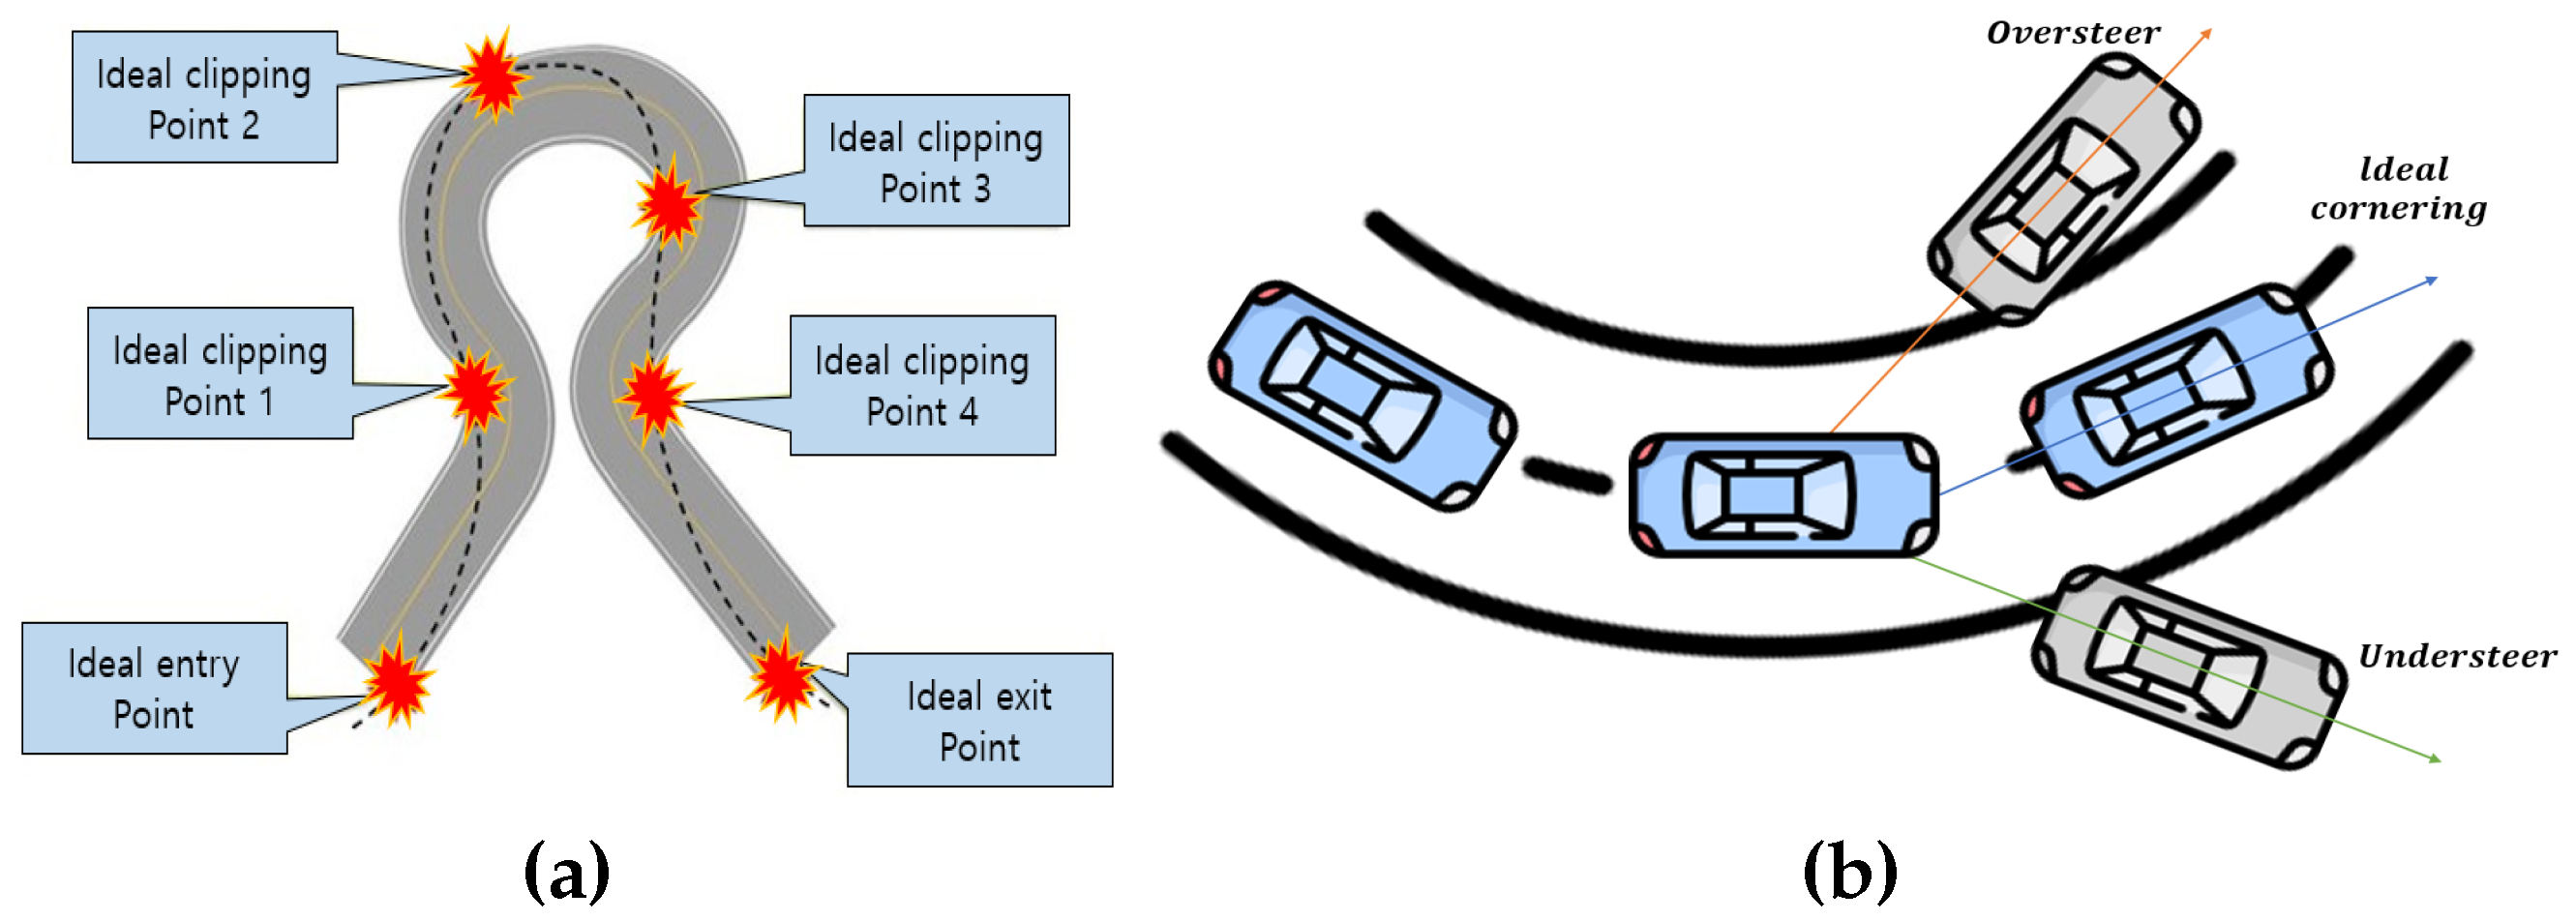 Ideal clipping
Point 2
Ideal clipping
Point 3
Ideal clipping
Point 1
Ideal clipping
Point 4
Ideal entry
Point
Ideal exit
Point
(a)
Oversteer
Ideal
cornering
Understeer
(b)